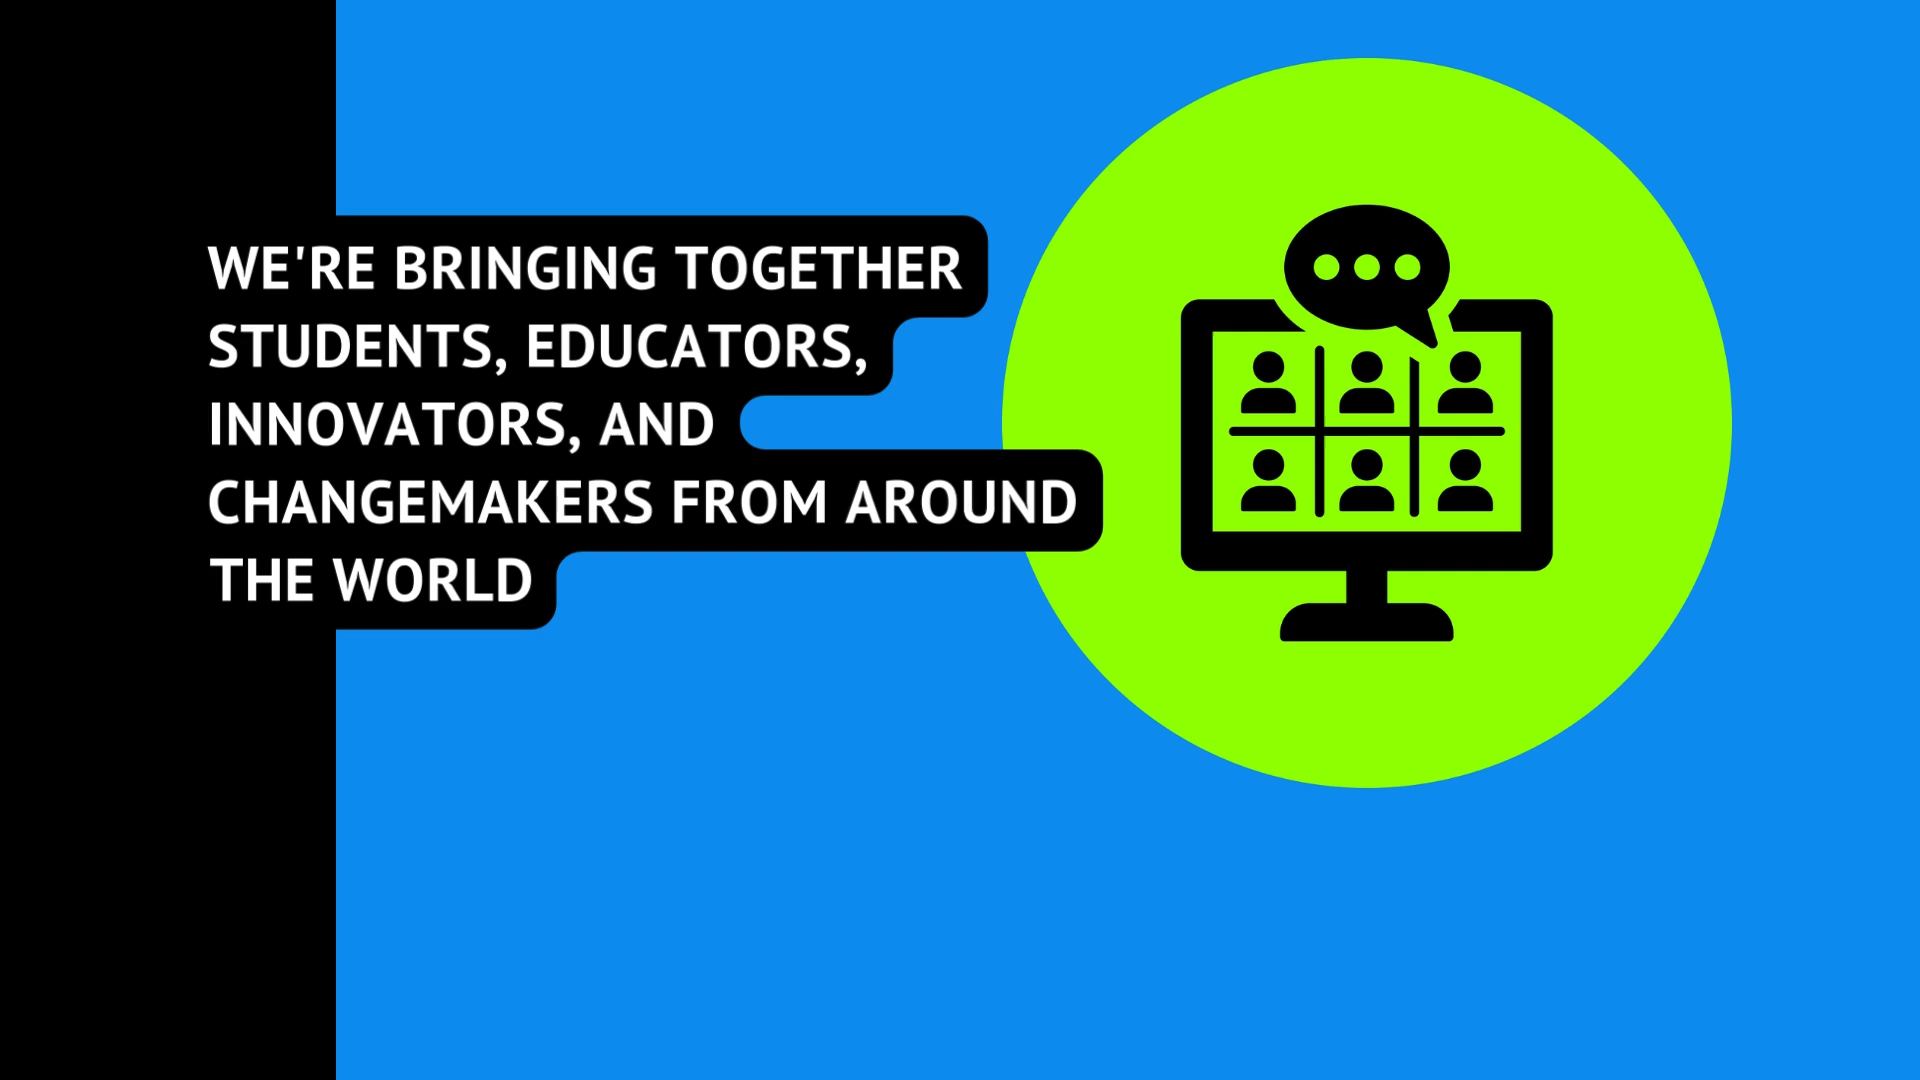 WE'RE BRINGING TOGETHER
STUDENTS, EDUCATORS,
INNOVATORS, AND
CHANGEMAKERS FROM AROUND
THE WORLD